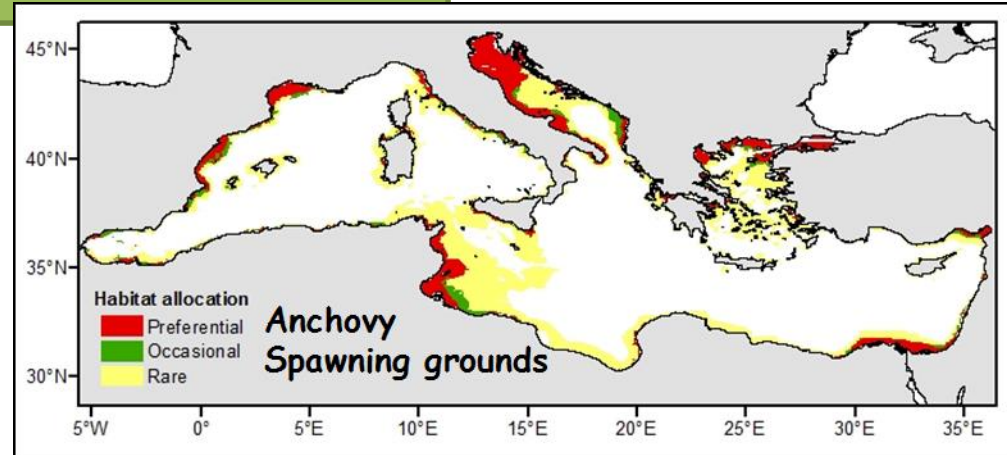 45°N
40°N
35°N
30°N
Habitat allocation
Preferential
Occasional
Rare
Anchovy
Spawning grounds
5°W 0° 5°E 10°E 15°E 20°E 25°E 30°E 35°E